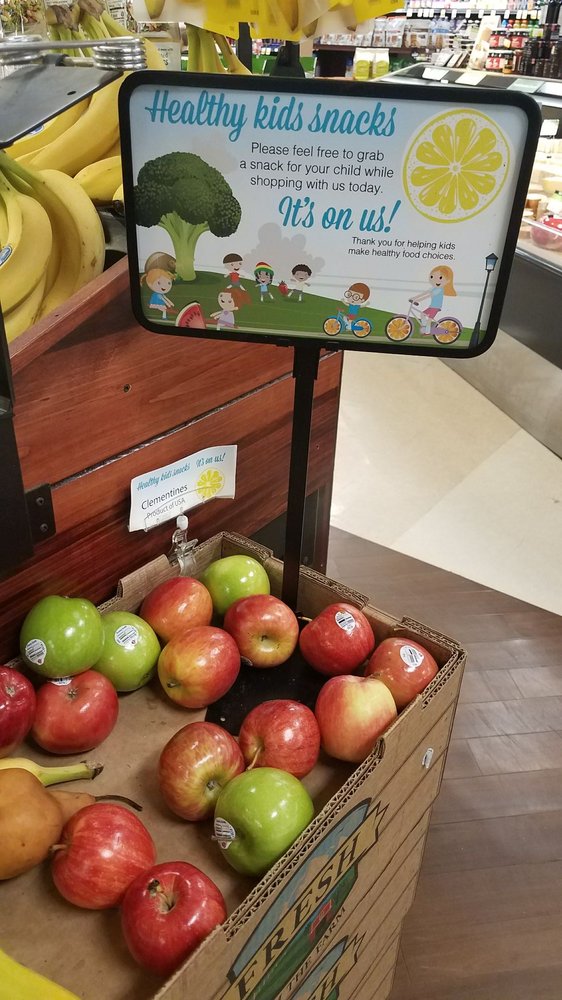 Healthy kids snacks
Please feel free to grab
a snack for your child while
shopping with us today.
It's on us!
Thank you for helping kids
make healthy food choices.
Healthy kids snacks It's on us!
Clementines
Product of USA
FRESH
THE FARM